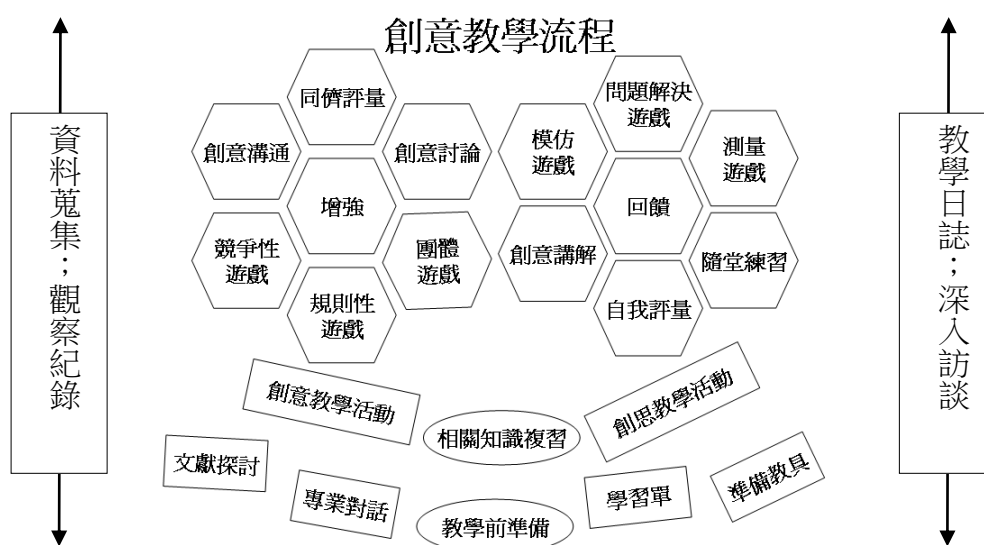 創意教學流程
資料蒐集；觀察紀錄
同儕評量
創意溝通
創意討論
增強
競爭性
遊戲
團體
遊戲
規則性
遊戲
問題解決
遊戲
模仿
遊戲
測量
遊戲
回饋
創意講解
隨堂練習
自我評量
教學日誌；深入訪談
創意教學活動
相關知識複習
創思教學活動
文獻探討
專業對話
教學前準備
學習單
準備教具